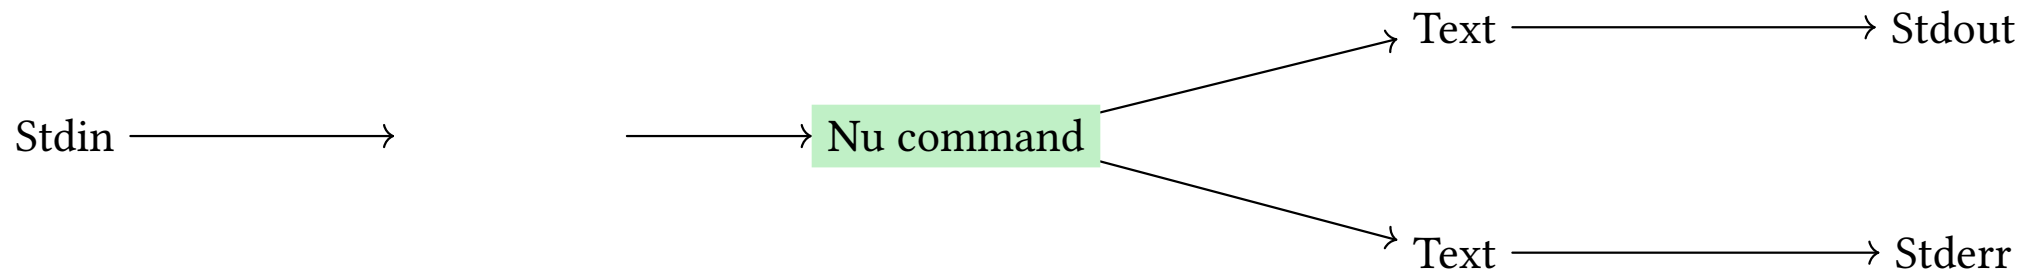 Text
Stdout
Stdin
Nu command
Text
Stderr